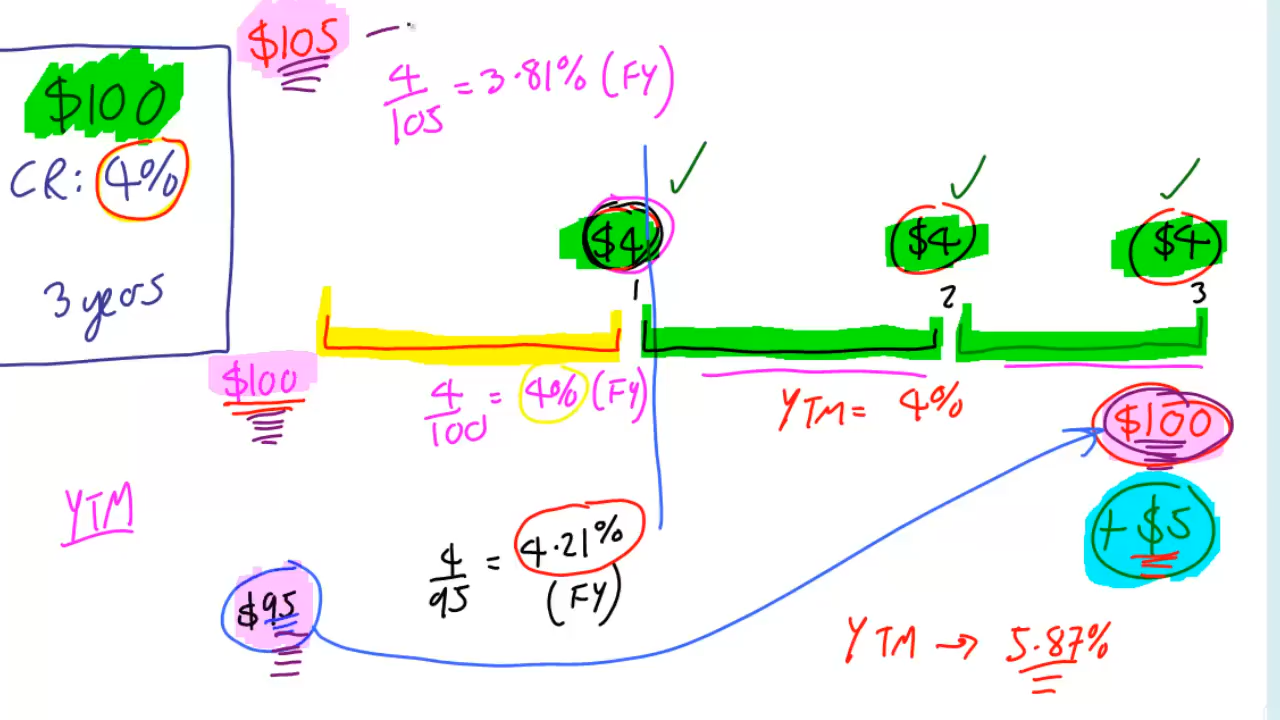 $105
$100
CR: 4%
3 years
4/105 = 3.81% (FY)
$4
$4
$4
1
2
3
$100
4/100 = 4% (FY)
YTM = 4%
$100
+ $5
YTM
$95
4/95 = 4.21%
(FY)
YTM → 5.87%